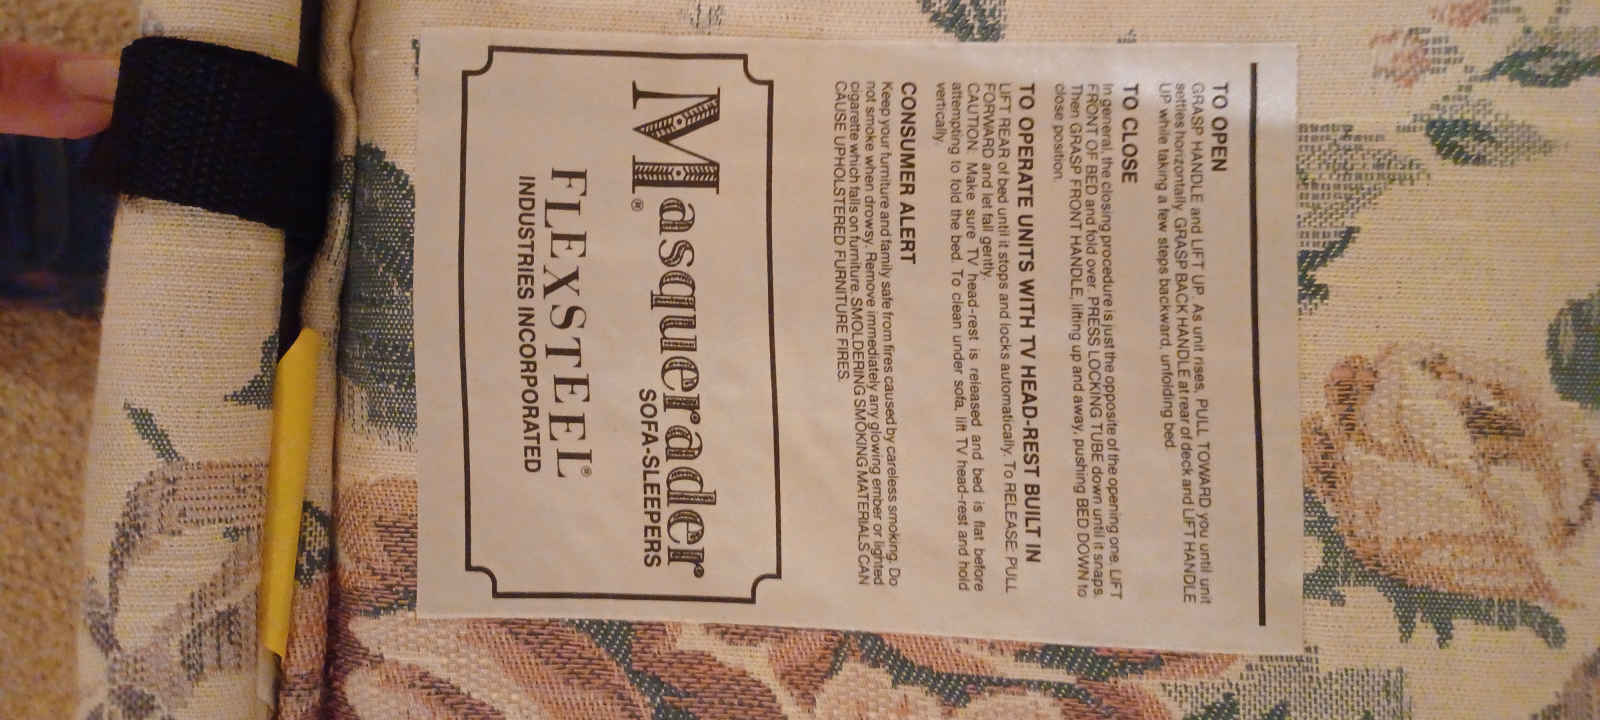 TO OPEN
GRASP HANDLE and LIFT UP. As unit rises, PULL TOWARD you until unit
settles horizontally. GRASP BACK HANDLE at rear of deck and LIFT HANDLE
UP while taking a few steps backward, unfolding bed.
TO CLOSE
In general, the closing procedure is just the opposite of the opening one. LIFT
FRONT OF BED and fold over. PRESS LOCKING TUBE down until it snaps.
Then GRASP FRONT HANDLE, lifting up and away, pushing BED DOWN to
close position.
TO OPERATE UNITS WITH TV HEAD-REST BUILT IN
LIFT REAR of bed until it stops and locks automatically. To RELEASE: PULL
FORWARD and let fall gently.
CAUTION: Make sure TV head-rest is released and bed is flat before
attempting to fold the bed. To clean under sofa, lift TV head-rest and hold
vertically.
CONSUMER ALERT
Keep your furniture and family safe from fires caused by careless smoking. Do
not smoke when drowsy. Remove immediately any glowing ember or lighted
cigarette which falls on furniture. SMOLDERING SMOKING MATERIALS CAN
CAUSE UPHOLSTERED FURNITURE FIRES.
Masquerader®
® SOFA-SLEEPERS
FLEXSTEEL®
INDUSTRIES INCORPORATED